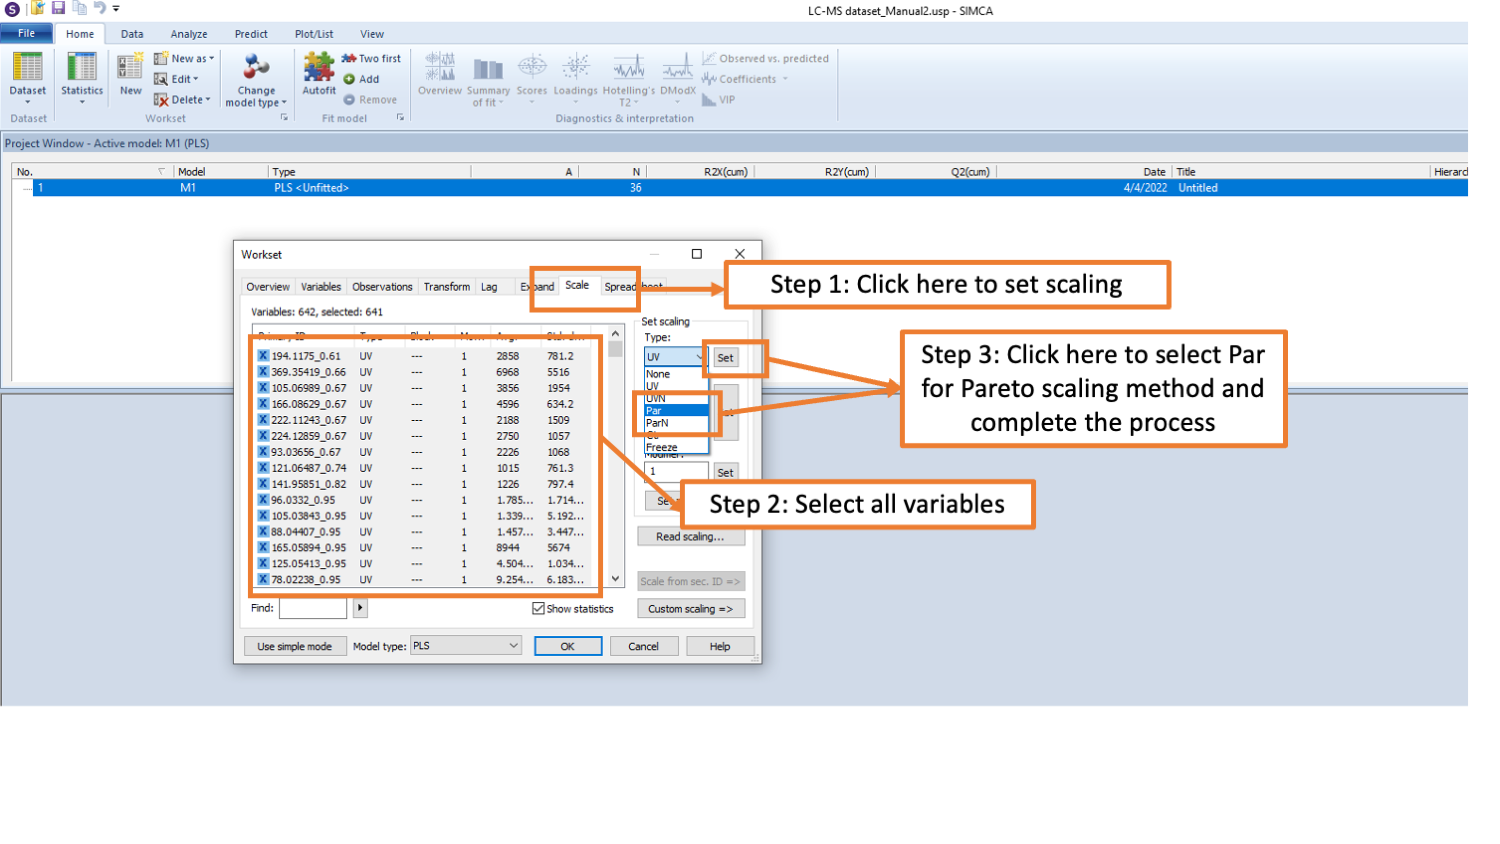 S
LC-MS dataset_Manual2.usp - SIMCA
File Home Data Analyze Predict Plot/List View
Dataset
Statistics
New
New as
Edit
Delete
Change
model type
Autofit
Two first
Add
Remove
Overview
Summary
of fit
Scores
Loadings
Hotelling's
T2
DModX
Observed vs. predicted
Coefficients
VIP
Dataset Workset Fit model Diagnostics & interpretation
Project Window - Active model: M1 (PLS)
No. Model Type A N R2X(cum) R2Y(cum) Q2(cum) Date Title Hierarc
1 M1 PLS <Unfitted> 36 4/4/2022 Untitled
Workset
Overview Variables Observations Transform Lag Expand Scale
Step 1: Click here to set scaling
Variables: 642, selected: 641
X 194.1175_0.61 UV --- 1 2858 781.2
X 369.35419_0.66 UV --- 1 6968 5516
X 105.06989_0.67 UV --- 1 3856 1954
X 166.08629_0.67 UV --- 1 4596 634.2
X 222.11243_0.67 UV --- 1 2188 1509
X 224.12859_0.67 UV --- 1 2750 1057
X 93.03656_0.67 UV --- 1 2226 1068
X 121.06487_0.74 UV --- 1 1015 761.3
X 141.95851_0.82 UV --- 1 1226 797.4
X 96.0332_0.95 UV --- 1 1.785... 1.714...
X 105.03843_0.95 UV --- 1 1.339... 5.192...
X 88.04407_0.95 UV --- 1 1.457... 3.447...
X 165.05894_0.95 UV --- 1 8944 5674
X 125.05413_0.95 UV --- 1 4.504... 1.034...
X 78.02238_0.95 UV --- 1 9.254... 6.183...
Set scaling
Type:
UV Set
None
UV
UVN
Par
ParN
Freeze
1 Set
Step 3: Click here to select Par
for Pareto scaling method and
complete the process
Step 2: Select all variables
Read scaling...
Scale from sec. ID =>
Find: Show statistics Custom scaling =>
Use simple mode Model type: PLS OK Cancel Help